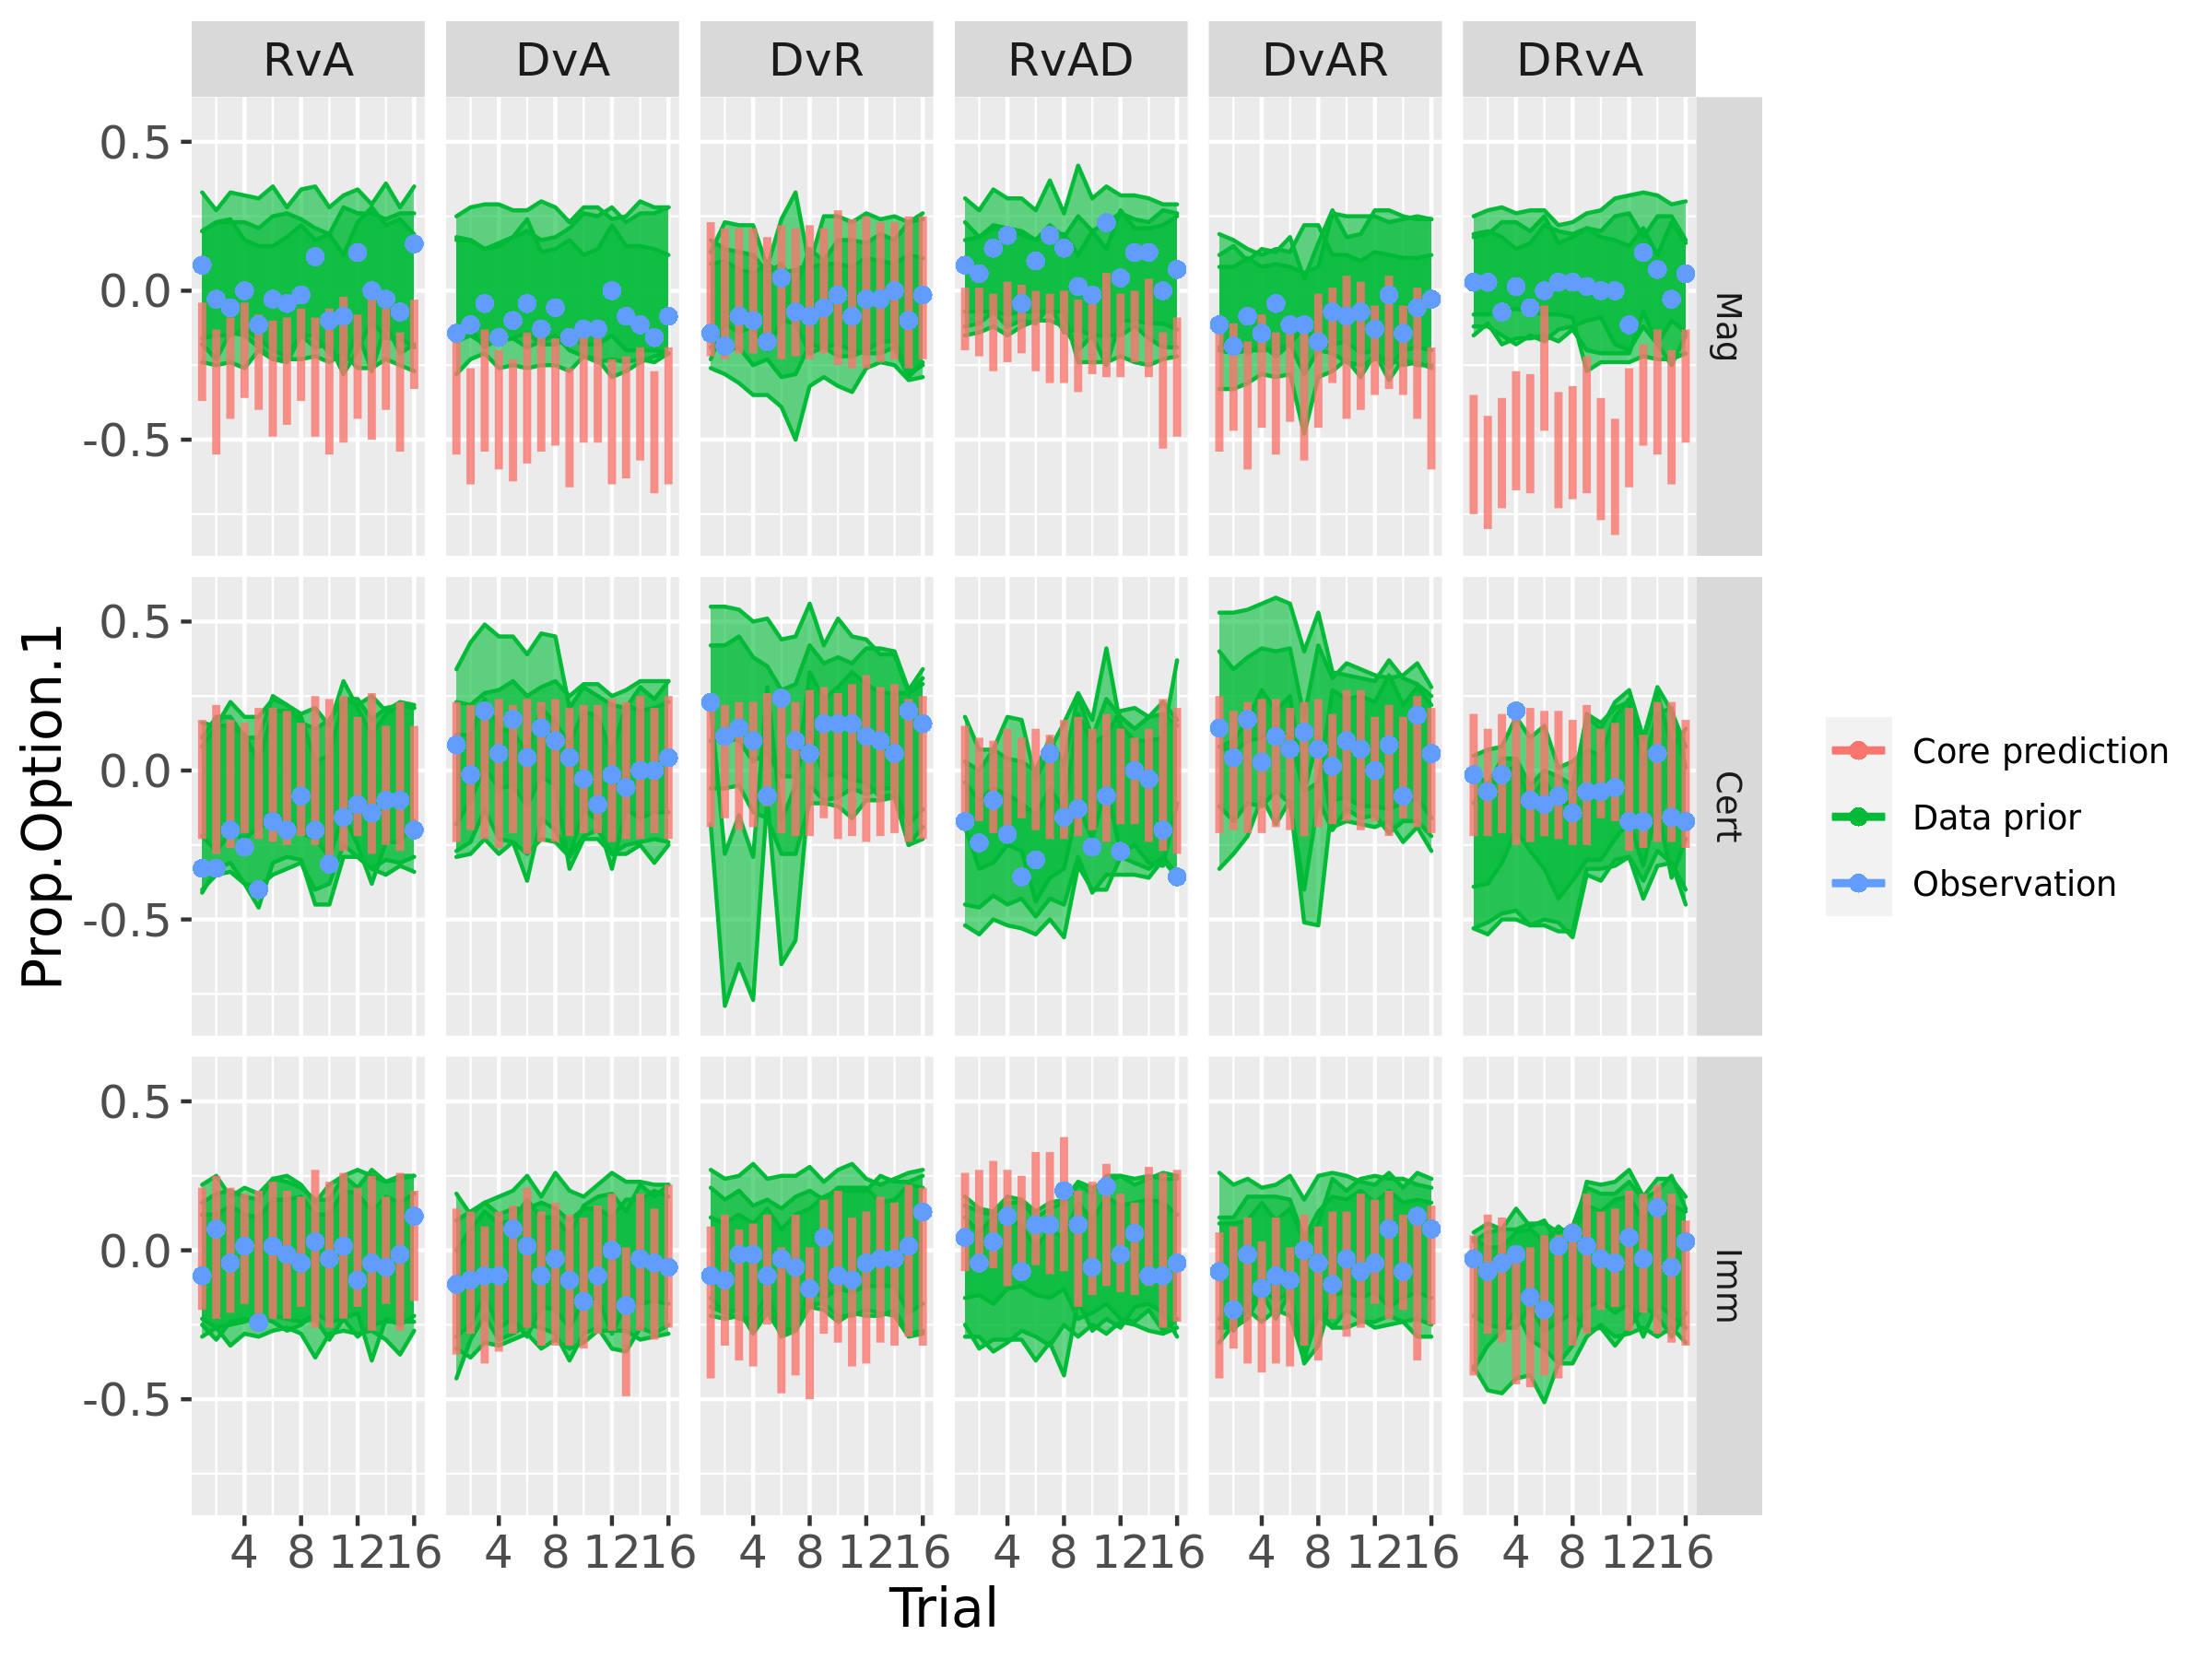 RvA DvA DvR RvAD DvAR DRvA
0.5
0.0
-0.5
Mag
0.5
0.0
-0.5
Cert
0.5
0.0
-0.5
Imm
4 8 12 16 4 8 12 16 4 8 12 16 4 8 12 16 4 8 12 16 4 8 12 16
Trial
Prop.Option.1
Core prediction
Data prior
Observation